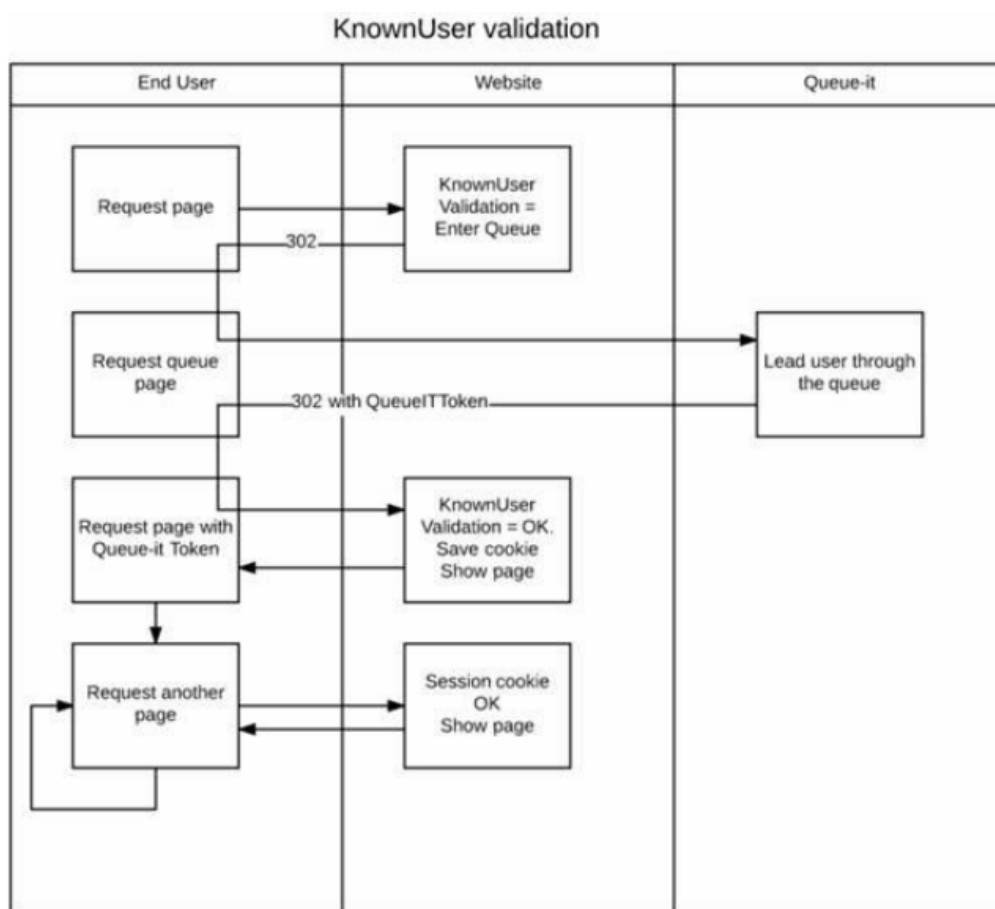 KnownUser validation
End User
Website
Queue-it
Request page
KnownUser
Validation =
Enter Queue
302
Request queue
page
Lead user through
the queue
302 with QueueITToken
Request page with
Queue-it Token
KnownUser
Validation = OK.
Save cookie
Show page
Request another
page
Session cookie
OK
Show page